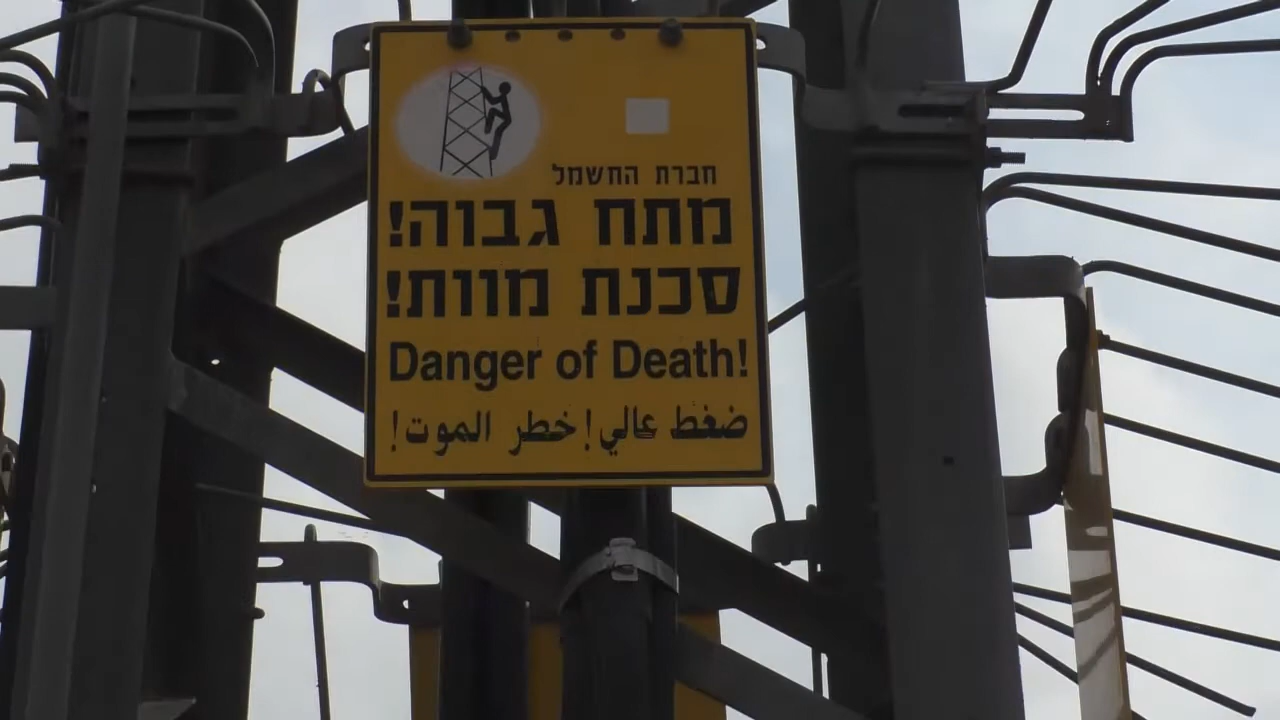 חברת החשמל
מתח גבוה!
סכנת מוות!
Danger of Death!
ضغط عالي! خطر الموت!